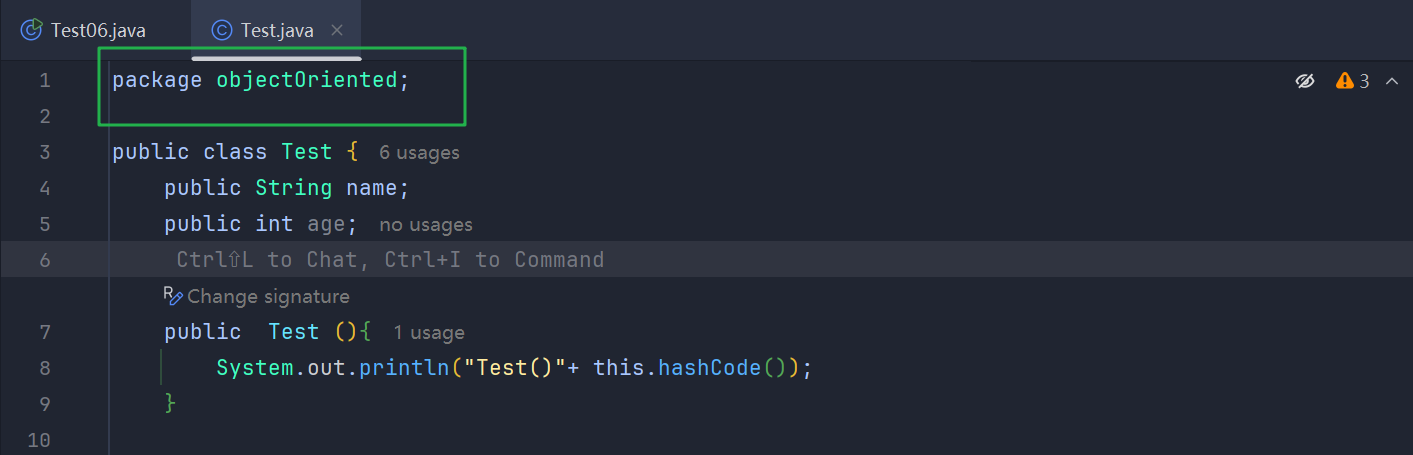 Test06.java Test.java
1 package objectOriented; 3
2
3 public class Test { 6 usages
4 public String name;
5 public int age; no usages
6 Ctrl⇧L to Chat, Ctrl+I to Command
Change signature
7 public  Test (){ 1 usage
8 System.out.println("Test()"+ this.hashCode());
9 }
10